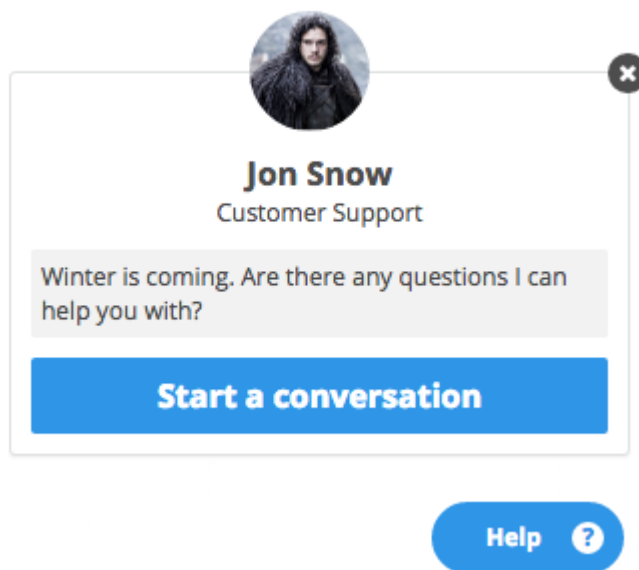 Jon Snow
Customer Support
Winter is coming. Are there any questions I can
help you with?
Start a conversation
Help ?